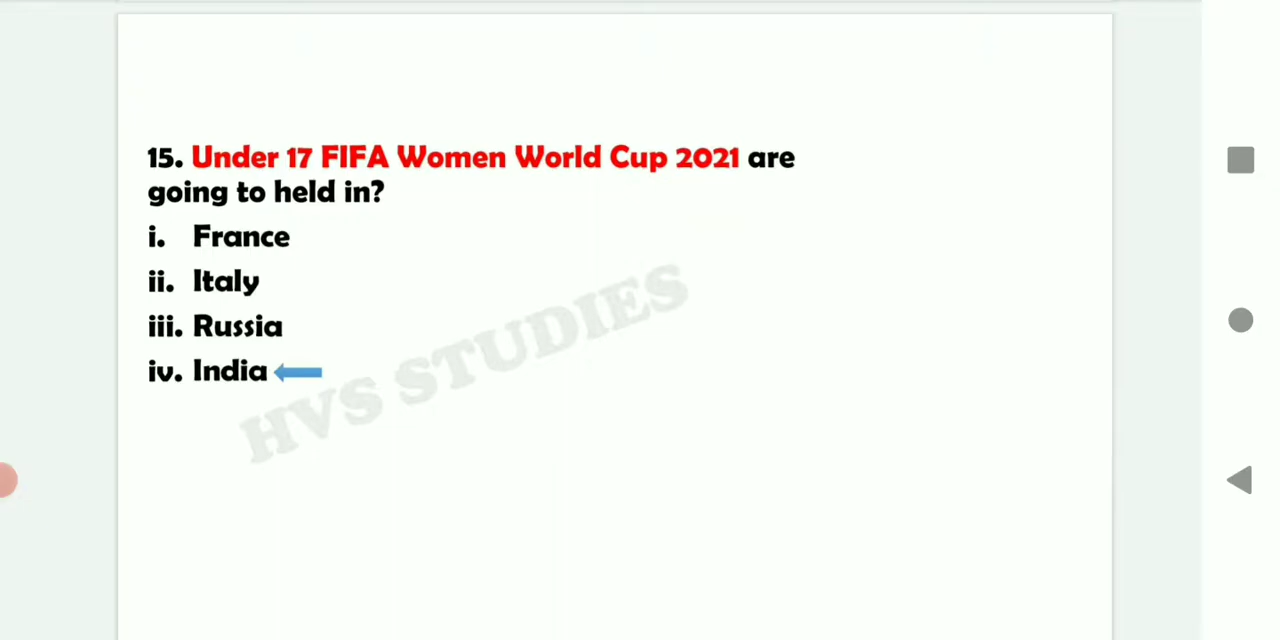 15. Under 17 FIFA Women World Cup 2021 are
going to held in?
i. France
ii. Italy
iii. Russia
iv. India
HVS STUDIES